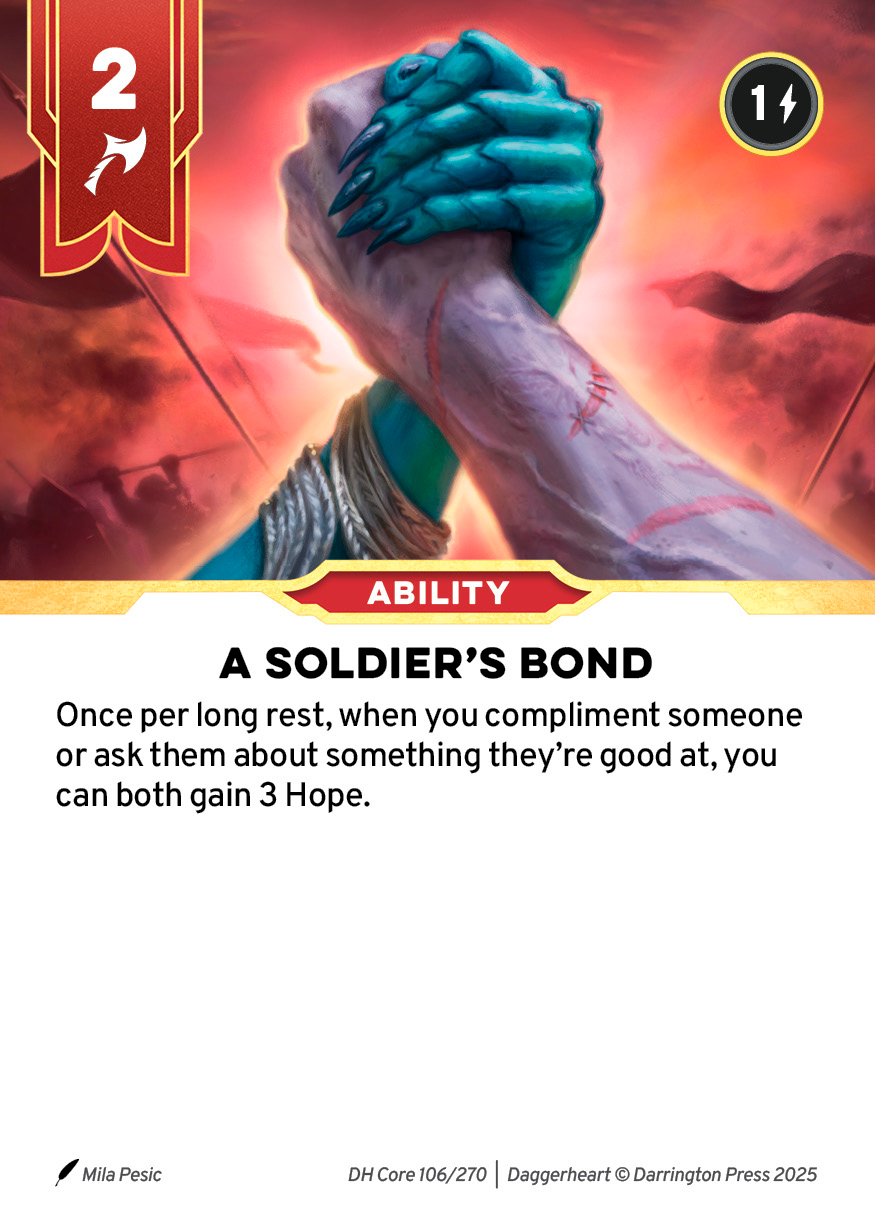 2
1
ABILITY
A SOLDIER’S BOND
Once per long rest, when you compliment someone
or ask them about something they’re good at, you
can both gain 3 Hope.
Mila Pesic
DH Core 106/270 | Daggerheart © Darrington Press 2025